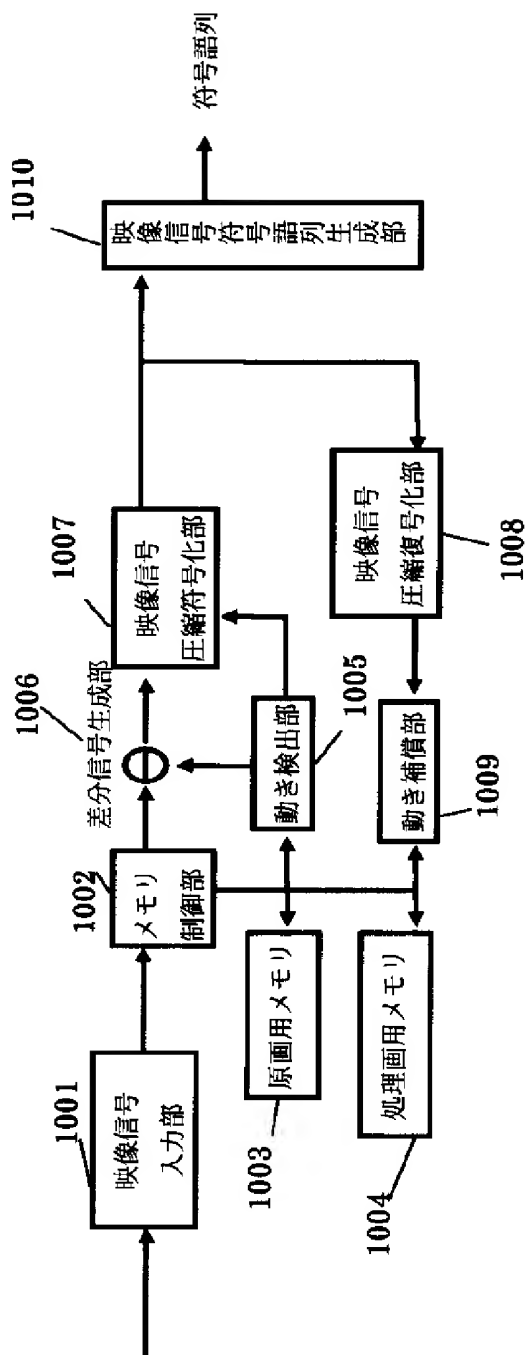 1001
映像信号
入力部
1002
メモリ
制御部
1003
原画用メモリ
1004
処理画用メモリ
1005
動き検出部
1006
差分信号生成部
1007
映像信号
圧縮符号化部
1008
映像信号
圧縮復号化部
1009
動き補償部
1010
映像信号符号語列生成部
符号語列